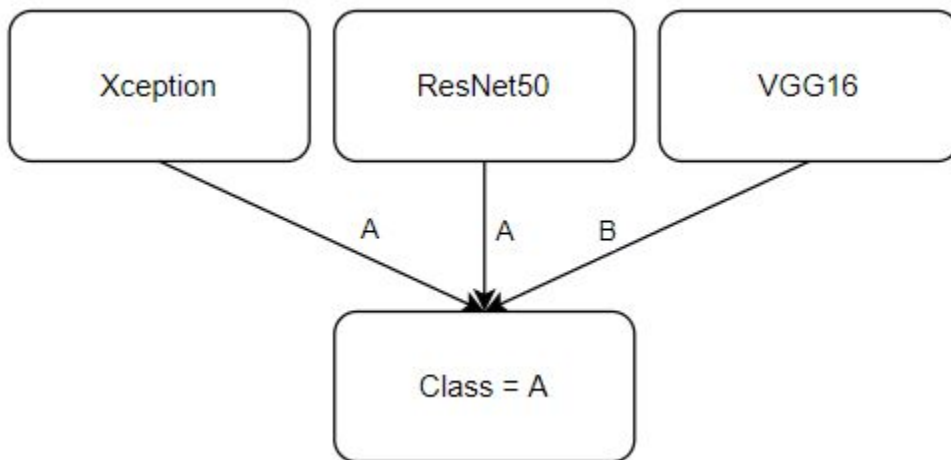 Xception
ResNet50
VGG16
A
A
B
Class = A